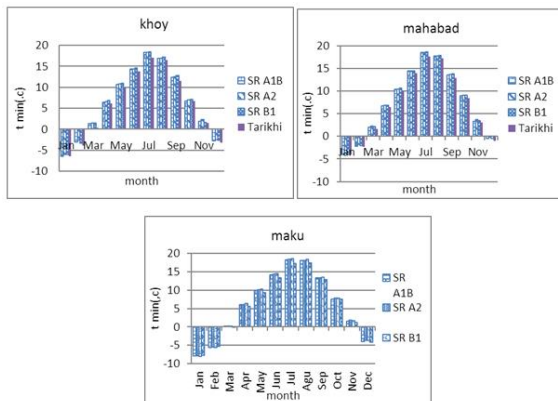 khoy
20
15
10
5
0
-5
-10
t min(,c)
Jan Mar May Jul Sep Nov
month
SR A1B
SR A2
SR B1
Tarikhi
mahabad
20
15
10
5
0
-5
-10
t min(,c)
Jan Mar May Jul Sep Nov
month
SR A1B
SR A2
SR B1
Tarikhi
maku
20
15
10
5
0
-5
-10
t min(,c)
Jan Feb Mar Apr May Jun Jul Agu Sep Oct Nov Dec
month
SR
A1B
SR A2
SR B1